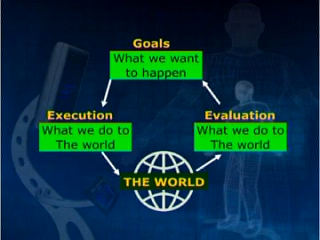 Goals
What we want
to happen
Execution
What we do to
The world
Evaluation
What we do to
The world
THE WORLD